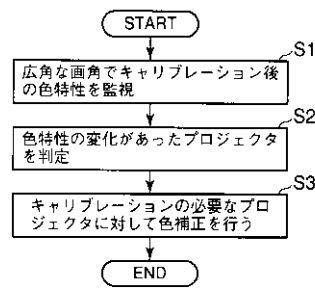 START
S1
広角な画角でキャリブレーション後
の色特性を監視
S2
色特性の変化があったプロジェクタ
を判定
S3
キャリブレーションの必要なプロ
ジェクタに対して色補正を行う
END